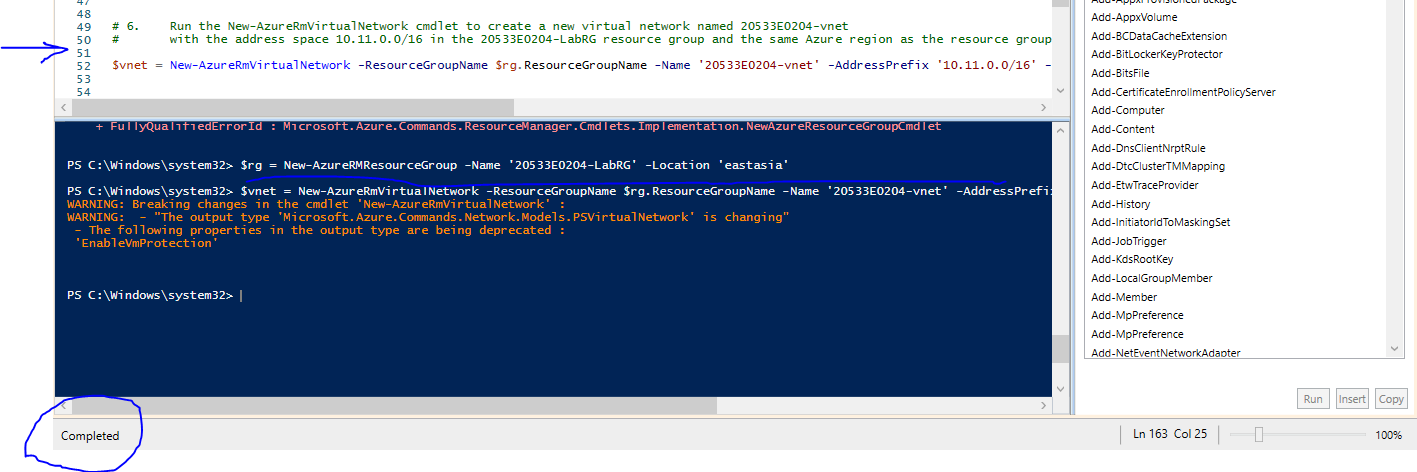 47
48
49 # 6. Run the New-AzureRmVirtualNetwork cmdlet to create a new virtual network named 20533E0204-vnet
50 # with the address space 10.11.0.0/16 in the 20533E0204-LabRG resource group and the same Azure region as the resource group
51
52 $vnet = New-AzureRmVirtualNetwork -ResourceGroupName $rg.ResourceGroupName -Name '20533E0204-vnet' -AddressPrefix '10.11.0.0/16' -
53
54
+ FullyQualifiedErrorId : Microsoft.Azure.Commands.ResourceManager.Cmdlets.Implementation.NewAzureResourceGroupCmdlet
PS C:\Windows\system32> $rg = New-AzureRMResourceGroup -Name '20533E0204-LabRG' -Location 'eastasia'
PS C:\Windows\system32> $vnet = New-AzureRmVirtualNetwork -ResourceGroupName $rg.ResourceGroupName -Name '20533E0204-vnet' -AddressPrefix
WARNING: Breaking changes in the cmdlet 'New-AzureRmVirtualNetwork' :
WARNING:  - "The output type 'Microsoft.Azure.Commands.Network.Models.PSVirtualNetwork' is changing"
- The following properties in the output type are being deprecated :
'EnableVmProtection'
PS C:\Windows\system32>
Add-AppxProvisionedPackage
Add-AppxVolume
Add-BCDataCacheExtension
Add-BitLockerKeyProtector
Add-BitsFile
Add-CertificateEnrollmentPolicyServer
Add-Computer
Add-Content
Add-DnsClientNrptRule
Add-DtcClusterTMMapping
Add-EtwTraceProvider
Add-History
Add-InitiatorIdToMaskingSet
Add-JobTrigger
Add-KdsRootKey
Add-LocalGroupMember
Add-Member
Add-MpPreference
Add-MpPreference
Add-NetEventNetworkAdapter
Run Insert Copy
Completed
Ln 163 Col 25
100%